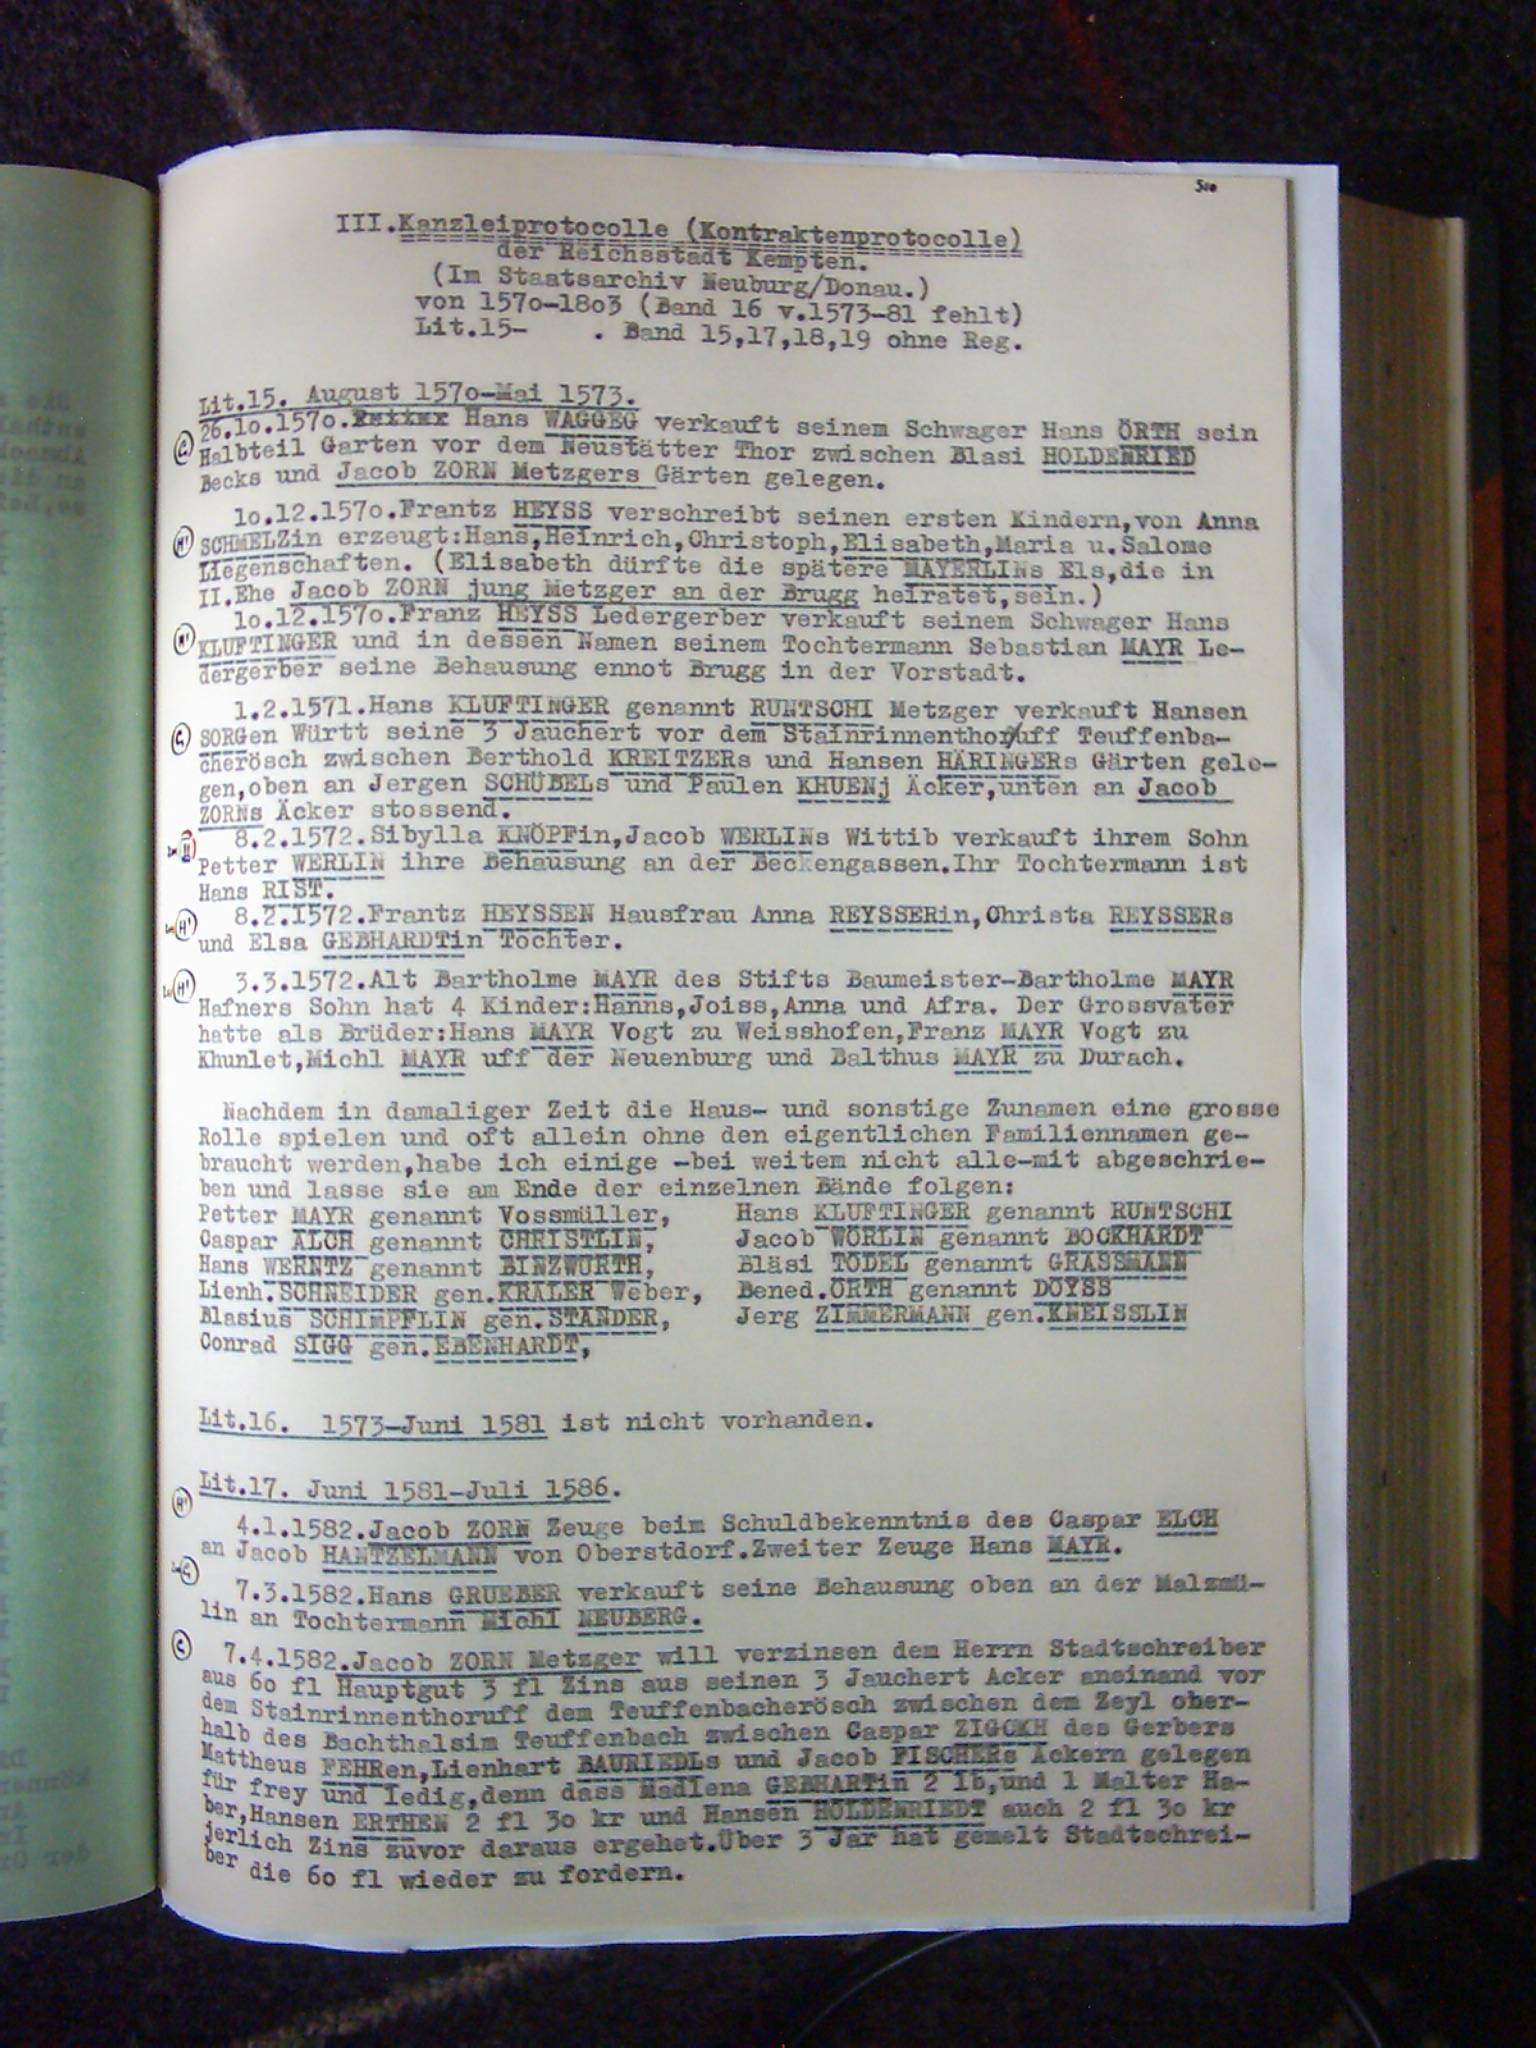 III.Kanzleiprotocolle (Kontraktenprotocolle)
der Reichsstadt Kempten.
(Im Staatsarchiv Neuburg/Donau.)
von 1570-1803 (Band 16 v.1573-81 fehlt)
Lit.15-    . Band 15,17,18,19 ohne Reg.
Lit.15. August 1570-Mai 1573.
26.10.1570. Hans WAGGEG verkauft seinem Schwager Hans ÖRTH sein
Halbteil Garten vor dem Neustätter Thor zwischen Blasi HOLDENRIED
Becks und Jacob ZORN Metzgers Gärten gelegen.
10.12.1570.Frantz HEYSS verschreibt seinen ersten Kindern,von Anna
SCHMELZin erzeugt:Hans,Heinrich,Christoph,Elisabeth,Maria u.Salome
Liegenschaften. (Elisabeth dürfte die spätere MAYERLINs Els,die in
II.Ehe Jacob ZORN jung Metzger an der Brugg heiratet,sein.)
10.12.1570.Franz HEYSS Ledergerber verkauft seinem Schwager Hans
KLUFTINGER und in dessen Namen seinem Tochtermann Sebastian MAYR Le-
dergerber seine Behausung ennot Brugg in der Vorstadt.
1.2.1571.Hans KLUFTINGER genannt RUNTSCHI Metzger verkauft Hansen
SORGen Württ seine 3 Jauchert vor dem Stainrinnenthor/uff Teuffenba-
cherösch zwischen Berthold KREITZERs und Hansen HÄRINGERs Gärten gele-
gen,oben an Jergen SCHÜBELs und Paulen KHUENj Äcker,unten an Jacob
ZORNs Äcker stossend.
8.2.1572.Sibylla KNÖPFin,Jacob WERLINs Wittib verkauft ihrem Sohn
Petter WERLIN ihre Behausung an der Beckengassen.Ihr Tochtermann ist
Hans RIST.
8.2.1572.Frantz HEYSSEN Hausfrau Anna REYSSERin,Christa REYSSERs
und Elsa GEBHARDTin Tochter.
3.3.1572.Alt Bartholme MAYR des Stifts Baumeister-Bartholme MAYR
Hafners Sohn hat 4 Kinder:Hanns,Joiss,Anna und Afra. Der Grossvater
hatte als Brüder:Hans MAYR Vogt zu Weisshofen,Franz MAYR Vogt zu
Khunlet,Michl MAYR uff der Neuenburg und Balthus MAYR zu Durach.
Nachdem in damaliger Zeit die Haus- und sonstige Zunamen eine grosse
Rolle spielen und oft allein ohne den eigentlichen Familiennamen ge-
braucht werden,habe ich einige -bei weitem nicht alle-mit abgeschrie-
ben und lasse sie am Ende der einzelnen Bände folgen:
Petter MAYR genannt Vossmüller,    Hans KLUFTINGER genannt RUNTSCHI
Caspar ALCH genannt CHRISTLIN,    Jacob WÖRLIN genannt BOCKHARDT
Hans WERNTZ genannt BINZWÜRTH,    Bläsi TÖDEL genannt GRASSMANN
Lienh.SCHNEIDER gen.KRALER Weber,    Bened.ÖRTH genannt DOYSS
Blasius SCHIMPFLIN gen.STANDER,    Jerg ZIMMERMANN gen.KNEISSLIN
Conrad SIGG gen.EBENHARDT,
Lit.16.  1573-Juni 1581 ist nicht vorhanden.
Lit.17. Juni 1581-Juli 1586.
4.1.1582.Jacob ZORN Zeuge beim Schuldbekenntnis des Caspar ELCH
an Jacob HANTZELMANN von Oberstdorf.Zweiter Zeuge Hans MAYR.
7.3.1582.Hans GRUEBER verkauft seine Behausung oben an der Malzmü-
lin an Tochtermann Michl NEUBERG.
7.4.1582.Jacob ZORN Metzger will verzinsen dem Herrn Stadtschreiber
aus 60 fl Hauptgut 3 fl Zins aus seinen 3 Jauchert Acker aneinand vor
dem Stainrinnenthoruff dem Teuffenbacherösch zwischen dem Zeyl ober-
halb des Bachthalsim Teuffenbach zwischen Caspar ZIGCKH des Gerbers
Mattheus FEHRen,Lienhart BAURIEDLs und Jacob FISCHERs Äckern gelegen
für frey und ledig,denn dass Madlena GEBHARTin 2 lb,und 1 Malter Ha-
ber,Hansen ERTHEN 2 fl 30 kr und Hansen HOLDENRIEDT auch 2 fl 30 kr
jerlich Zins zuvor daraus ergehet.Über 3 Jar hat gemelt Stadtschrei-
ber die 60 fl wieder zu fordern.